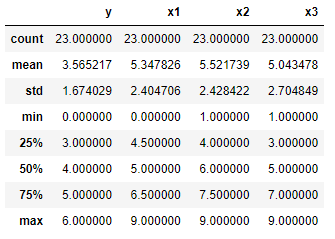 y x1 x2 x3
count 23.000000 23.000000 23.000000 23.000000
mean 3.565217 5.347826 5.521739 5.043478
std 1.674029 2.404706 2.428422 2.704849
min 0.000000 0.000000 1.000000 1.000000
25% 3.000000 4.500000 4.000000 3.000000
50% 4.000000 5.000000 6.000000 5.000000
75% 5.000000 6.500000 7.500000 7.000000
max 6.000000 9.000000 9.000000 9.000000